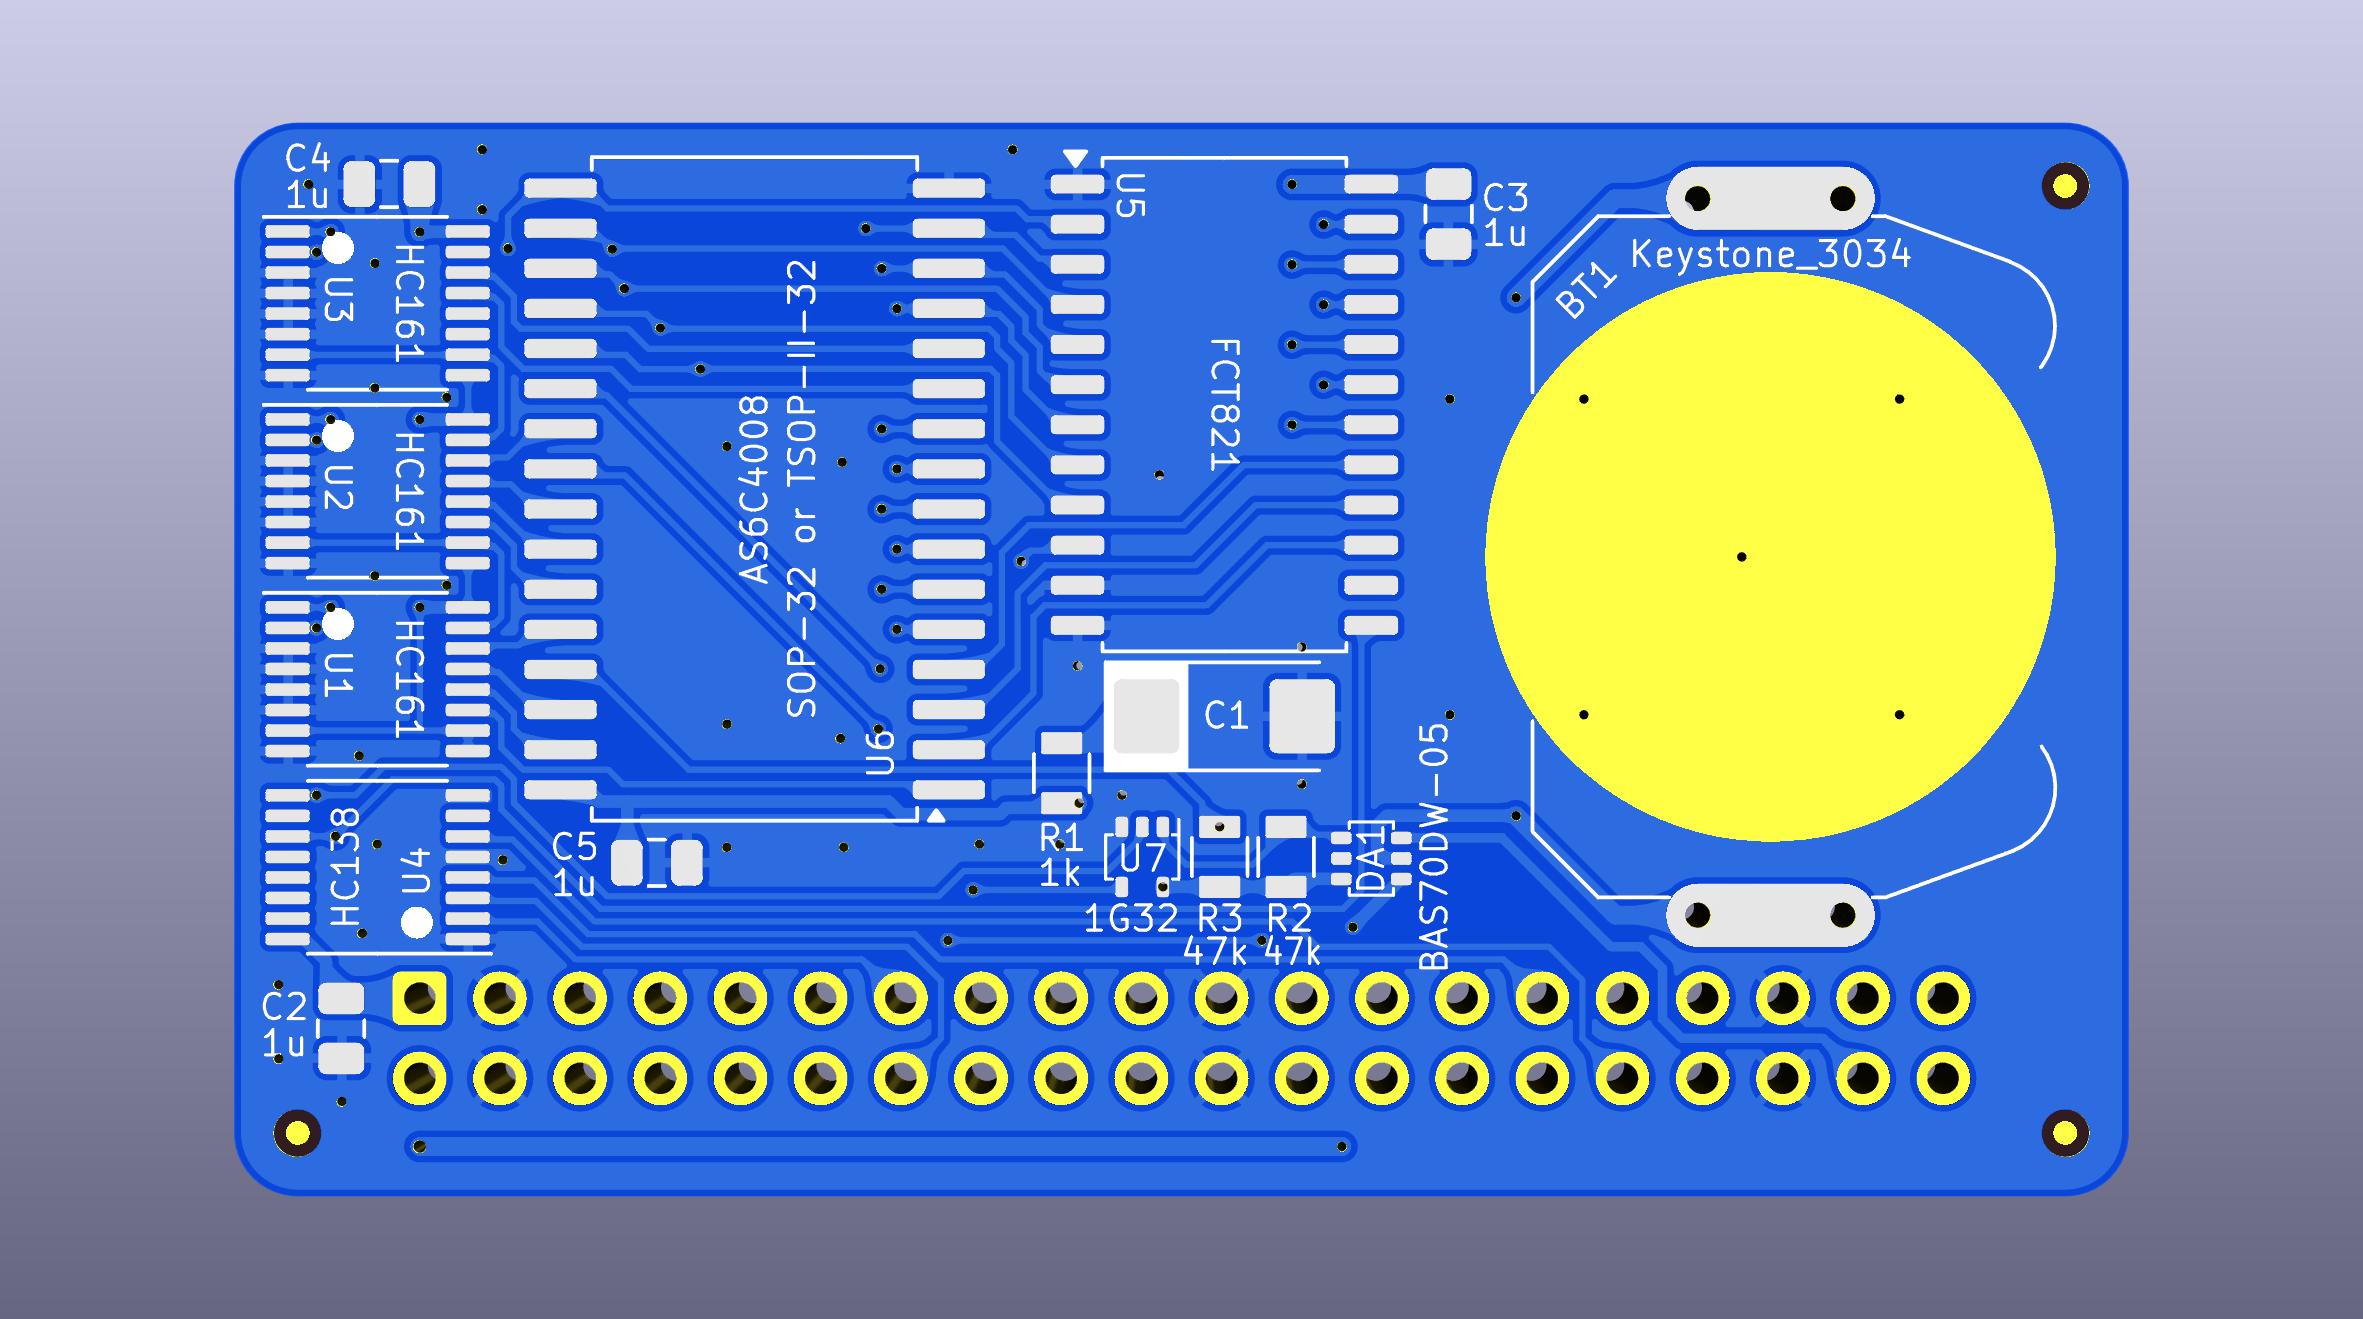 C4
1u
U3
HC161
U2
HC161
U1
HC161
HC138
U4
C2
1u
AS6C4008
SOP-32 or TSOP-II-32
U6
C5
1u
U5
FCT821
C3
1u
C1
R1
1k
U7
1G32
R3
47k
R2
47k
DA1
BAS70DW-05
Keystone_3034
BT1